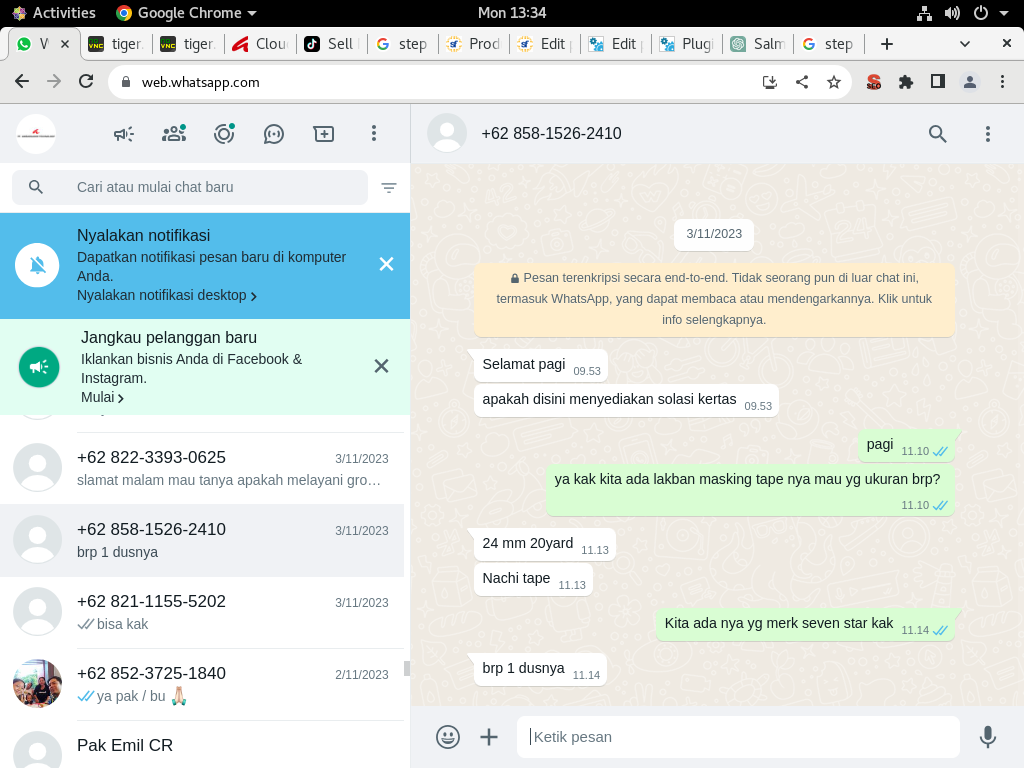 Activities
Google Chrome
Mon 13:34
W
tiger.
tiger.
Clou
Sell
step
Prod
Edit
Edit
Plugi
Salm
step
web.whatsapp.com
SEO
+62 858-1526-2410
Cari atau mulai chat baru
Nyalakan notifikasi
Dapatkan notifikasi pesan baru di komputer
Anda.
Nyalakan notifikasi desktop
Jangkau pelanggan baru
Iklankan bisnis Anda di Facebook &
Instagram.
Mulai
+62 822-3393-0625
3/11/2023
slamat malam mau tanya apakah melayani gro…
+62 858-1526-2410
3/11/2023
brp 1 dusnya
+62 821-1155-5202
3/11/2023
bisa kak
+62 852-3725-1840
2/11/2023
ya pak / bu 🙏🏻
Pak Emil CR
3/11/2023
Pesan terenkripsi secara end-to-end. Tidak seorang pun di luar chat ini,
termasuk WhatsApp, yang dapat membaca atau mendengarkannya. Klik untuk
info selengkapnya.
Selamat pagi 09.53
apakah disini menyediakan solasi kertas 09.53
pagi 11.10
ya kak kita ada lakban masking tape nya mau yg ukuran brp?
11.10
24 mm 20yard 11.13
Nachi tape 11.13
Kita ada nya yg merk seven star kak 11.14
brp 1 dusnya 11.14
Ketik pesan